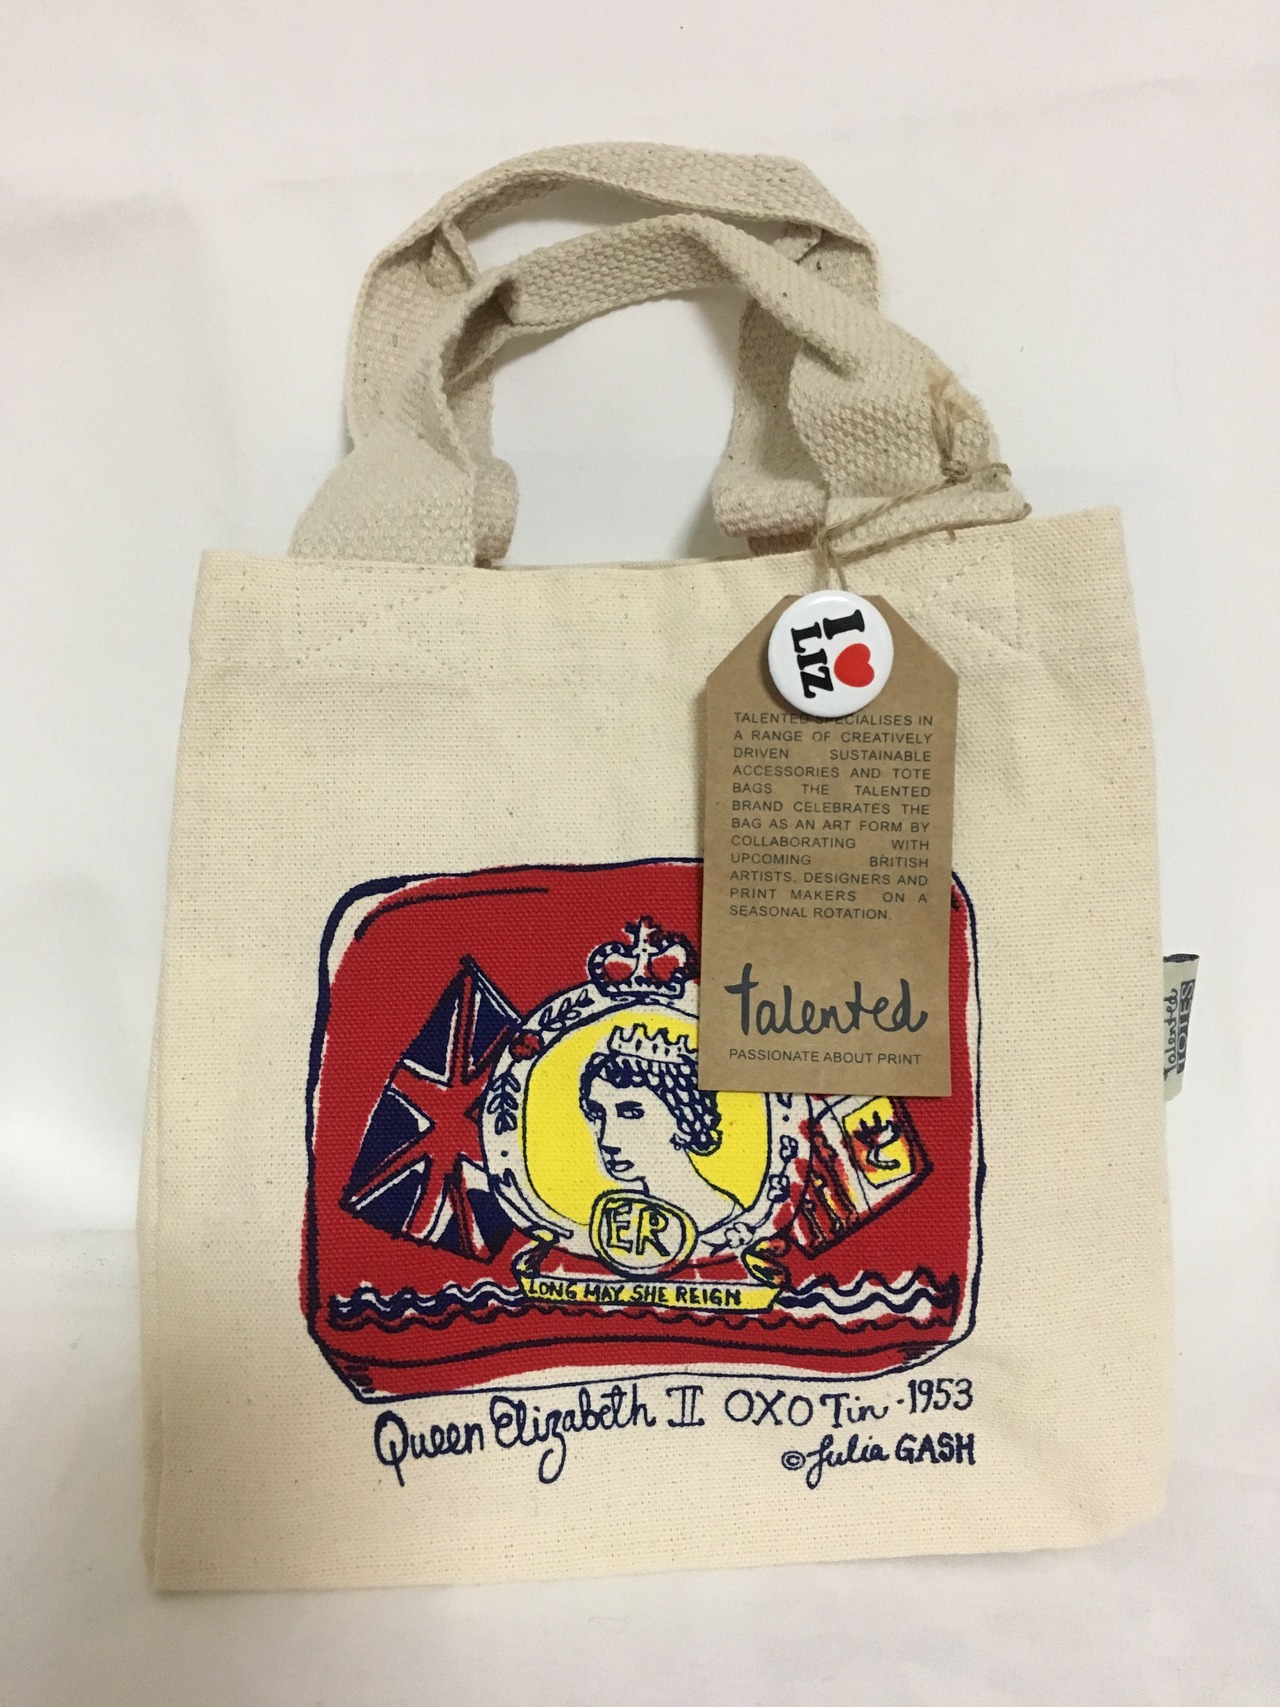 I ♥
LIZ
TALENTED SPECIALISES IN
A RANGE OF CREATIVELY
DRIVEN SUSTAINABLE
ACCESSORIES AND TOTE
BAGS THE TALENTED
BRAND CELEBRATES THE
BAG AS AN ART FORM BY
COLLABORATING WITH
UPCOMING BRITISH
ARTISTS, DESIGNERS AND
PRINT MAKERS ON A
SEASONAL ROTATION.
talented
PASSIONATE ABOUT PRINT
talented
ER
LONG MAY SHE REIGN
Queen Elizabeth II OXO Tin - 1953
© Julia GASH